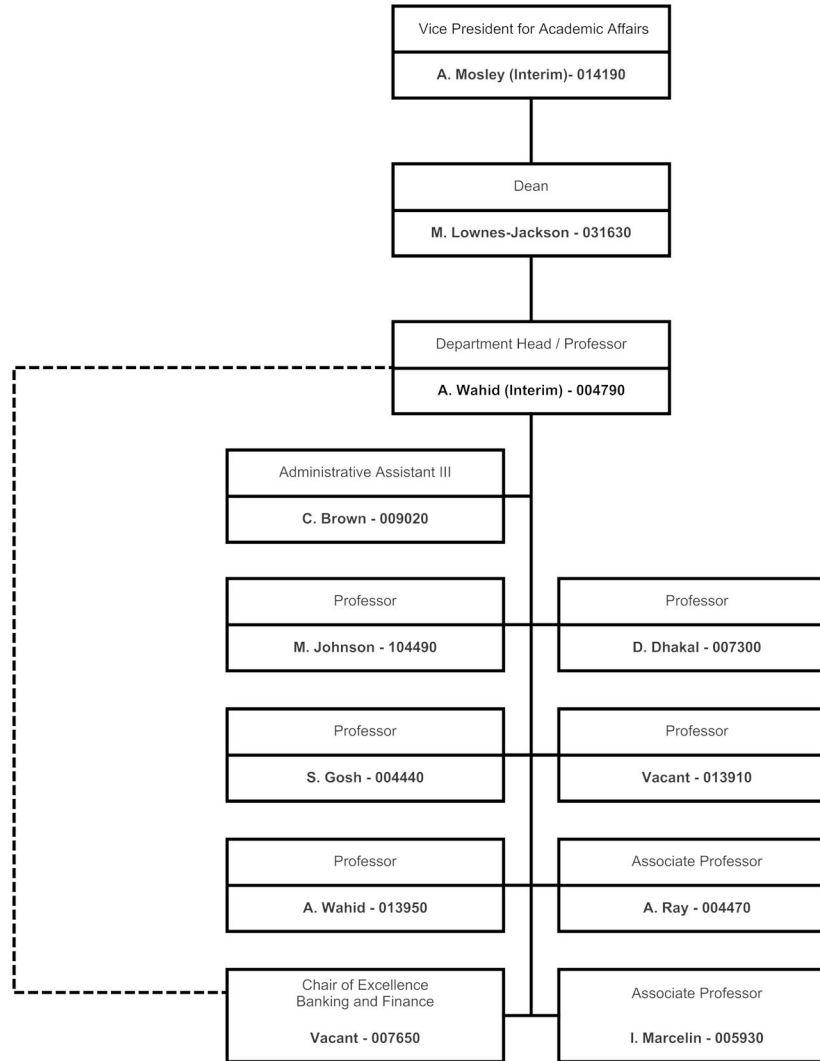 Vice President for Academic Affairs
A. Mosley (Interim)- 014190
Dean
M. Lownes-Jackson - 031630
Department Head / Professor
A. Wahid (Interim) - 004790
Administrative Assistant III
C. Brown - 009020
Professor
M. Johnson - 104490
Professor
D. Dhakal - 007300
Professor
S. Gosh - 004440
Professor
Vacant - 013910
Professor
A. Wahid - 013950
Associate Professor
A. Ray - 004470
Chair of Excellence
Banking and Finance
Vacant - 007650
Associate Professor
I. Marcelin - 005930